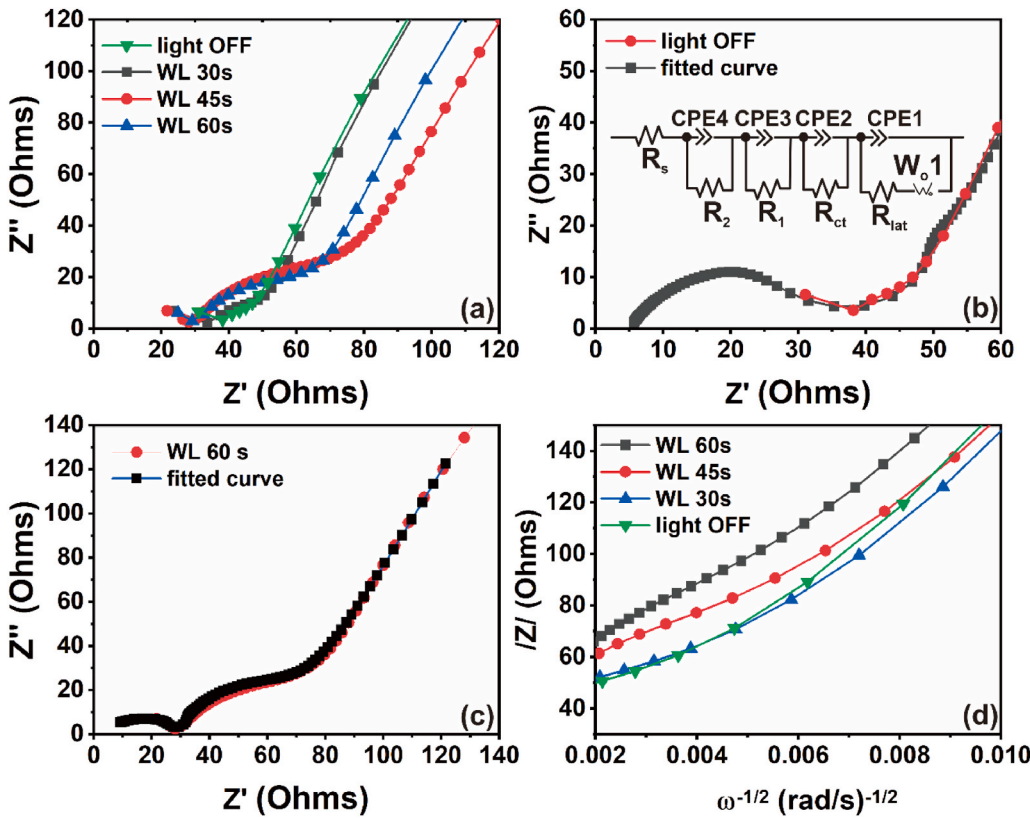 120
100
80
60
40
20
0
Z'' (Ohms)
light OFF
WL 30s
WL 45s
WL 60s
(a)
0 20 40 60 80 100 120
Z' (Ohms)
60
50
40
30
20
10
0
Z'' (Ohms)
light OFF
fitted curve
CPE4 CPE3 CPE2 CPE1
Rs R2 R1 Rct Rlat Wo1
(b)
0 10 20 30 40 50 60
Z' (Ohms)
140
120
100
80
60
40
20
0
Z'' (Ohms)
WL 60 s
fitted curve
(c)
0 20 40 60 80 100 120 140
Z' (Ohms)
140
120
100
80
60
40
/Z/ (Ohms)
WL 60s
WL 45s
WL 30s
light OFF
(d)
0.002 0.004 0.006 0.008 0.010
ω-1/2 (rad/s)-1/2